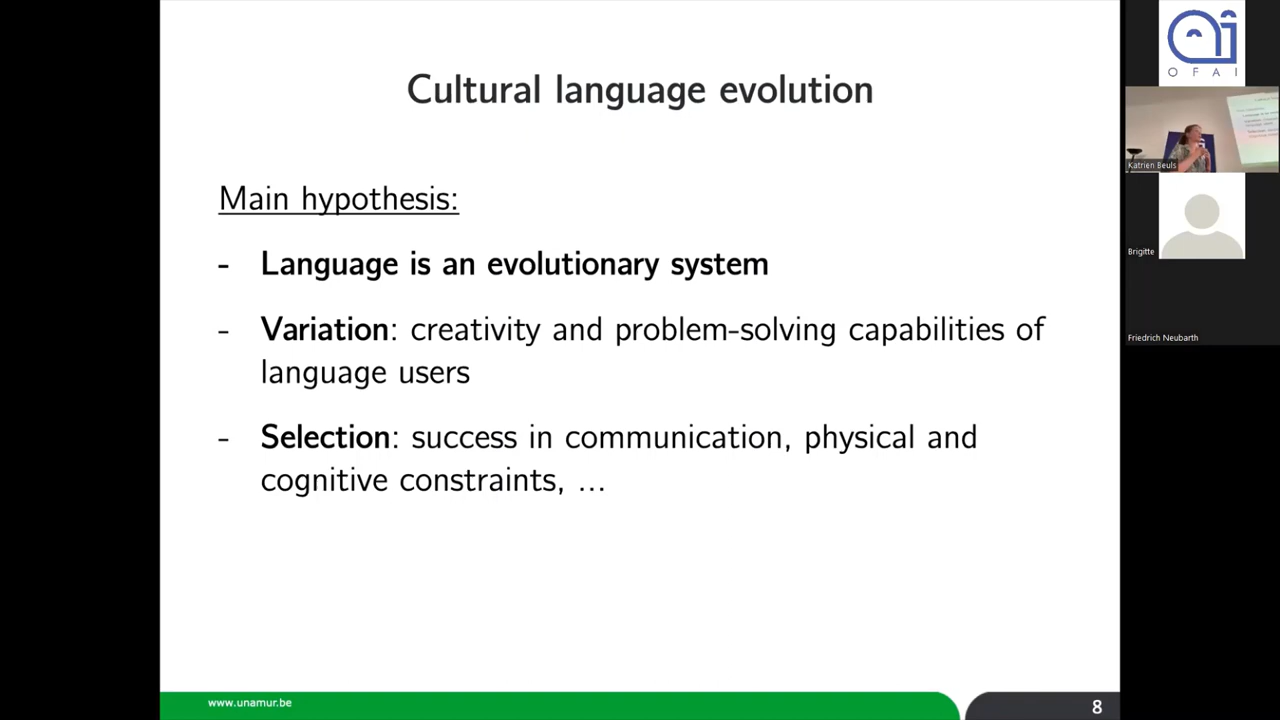 Cultural language evolution
Main hypothesis:
- Language is an evolutionary system
- Variation: creativity and problem-solving capabilities of
language users
- Selection: success in communication, physical and
cognitive constraints, ...
www.unamur.be
8
OFAI
Katrien Beuls
Brigitte
Friedrich Neubarth